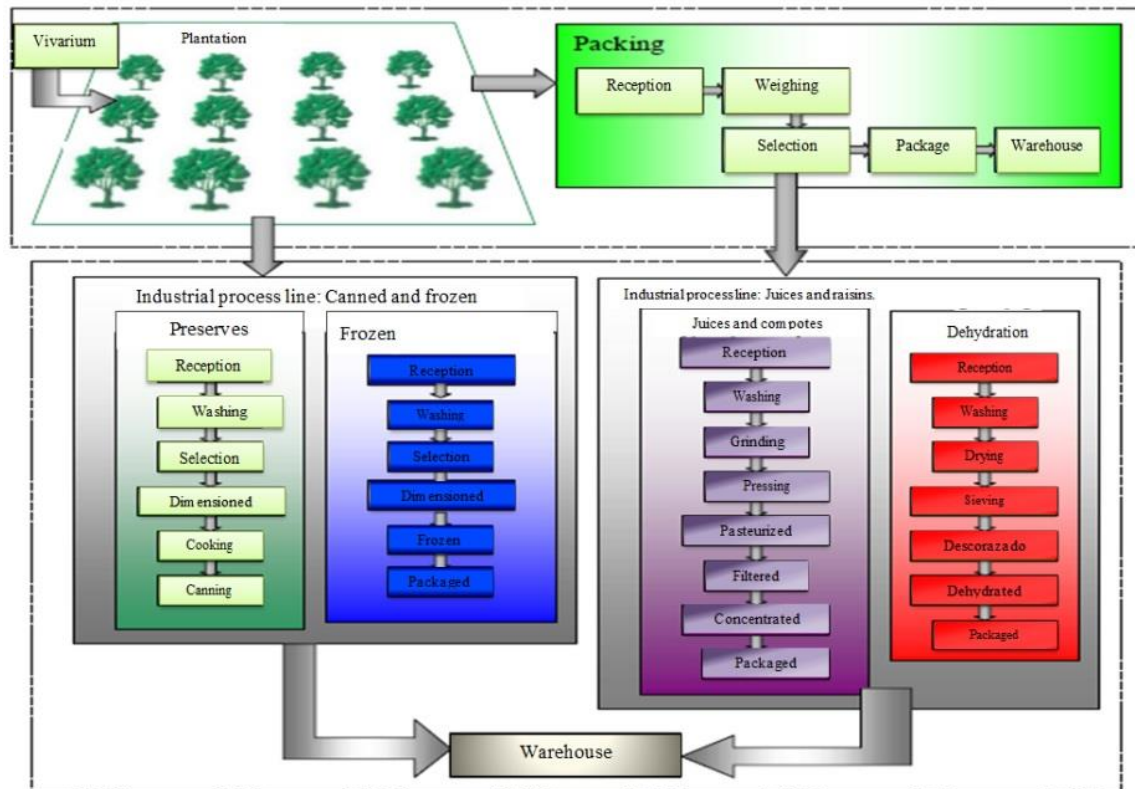 Vivarium
Plantation
Packing
Reception
Weighing
Selection
Package
Warehouse
Industrial process line: Canned and frozen
Preserves
Reception
Washing
Selection
Dimensioned
Cooking
Canning
Frozen
Reception
Washing
Selection
Dimensioned
Frozen
Packaged
Industrial process line: Juices and raisins.
Juices and compotes
Reception
Washing
Grinding
Pressing
Pasteurized
Filtered
Concentrated
Packaged
Dehydration
Reception
Washing
Drying
Sieving
Descorazado
Dehydrated
Packaged
Warehouse